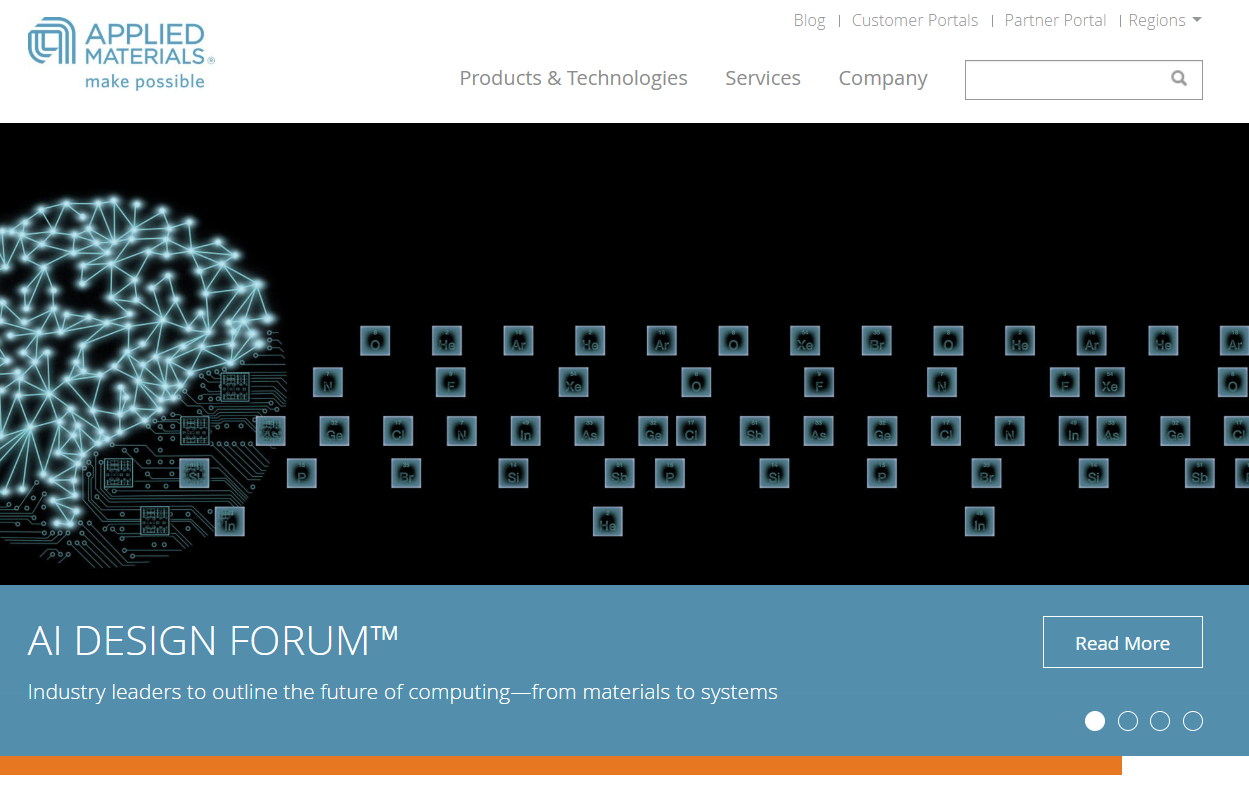 Blog | Customer Portals | Partner Portal | Regions
APPLIED
MATERIALS®
make possible
Products & Technologies Services Company
O He Ar He Ar O Xe Br O He Ar He Ar
N F Xe O F N F Xe O
As Ge Cl N In As Ge Cl Sb As Ge Cl N In As Ge Cl
P Br Si Sb P Si P Br Si Sb
In He In
AI DESIGN FORUM™
Read More
Industry leaders to outline the future of computing—from materials to systems